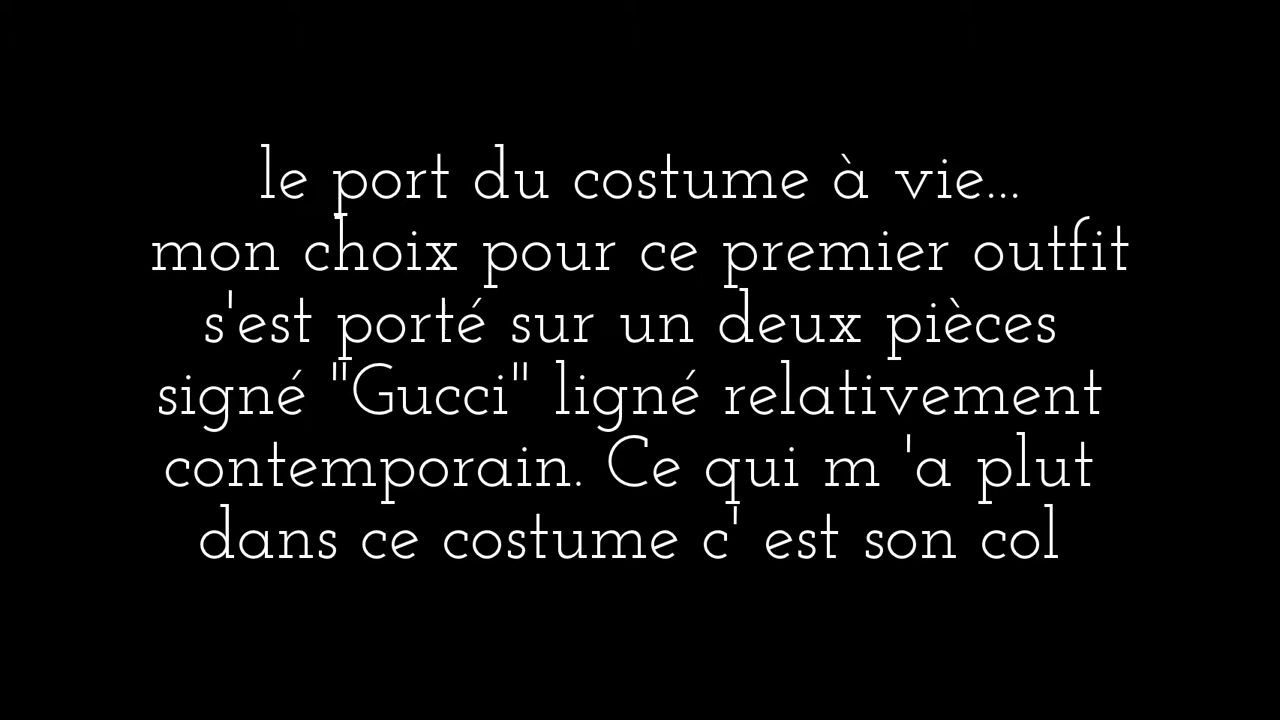 le port du costume à vie...
mon choix pour ce premier outfit
s'est porté sur un deux pièces
signé "Gucci" ligné relativement
contemporain. Ce qui m 'a plut
dans ce costume c' est son col